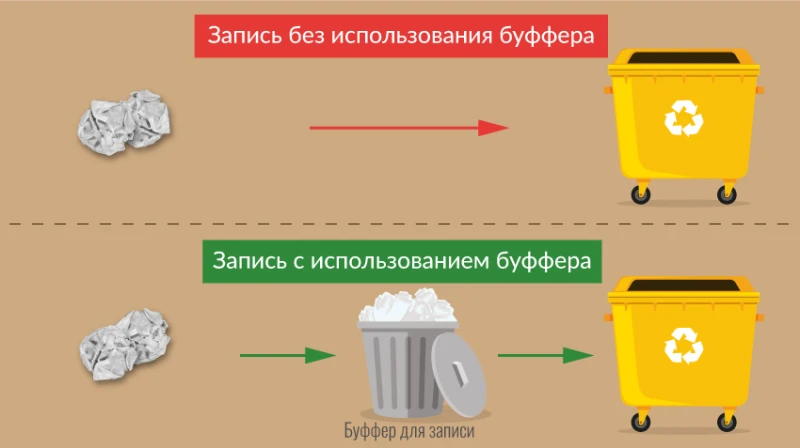 Запись без использования буффера
Запись с использованием буффера
Буффер для записи